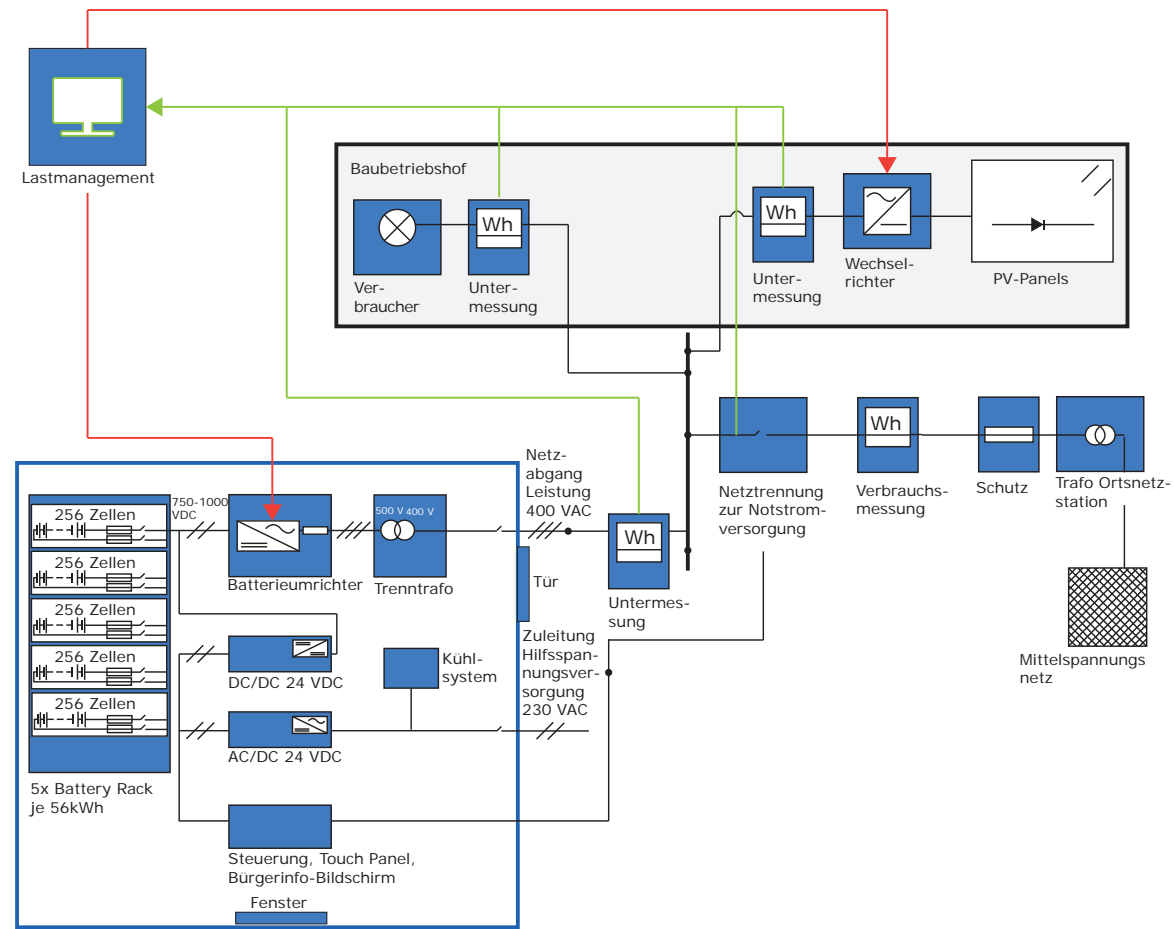 Lastmanagement
Baubetriebshof
Wh
Wh
Ver-
braucher
Unter-
messung
Unter-
messung
Wechsel-
richter
PV-Panels
Netz-
abgang
Leistung
400 VAC
Wh
Untermes-
sung
Netztrennung
zur Notstrom-
versorgung
Wh
Verbrauchs-
messung
Schutz
Trafo Ortsnetz-
station
Mittelspannungs
netz
750-1000
VDC
256 Zellen
256 Zellen
256 Zellen
256 Zellen
256 Zellen
5x Battery Rack
je 56kWh
Batterieumrichter
500 V 400 V
Trenntrafo
Tür
DC/DC 24 VDC
Kühl-
system
Zuleitung
Hilfsspan-
nungsver-
sorgung
230 VAC
AC/DC 24 VDC
Steuerung, Touch Panel,
Bürgerinfo-Bildschirm
Fenster